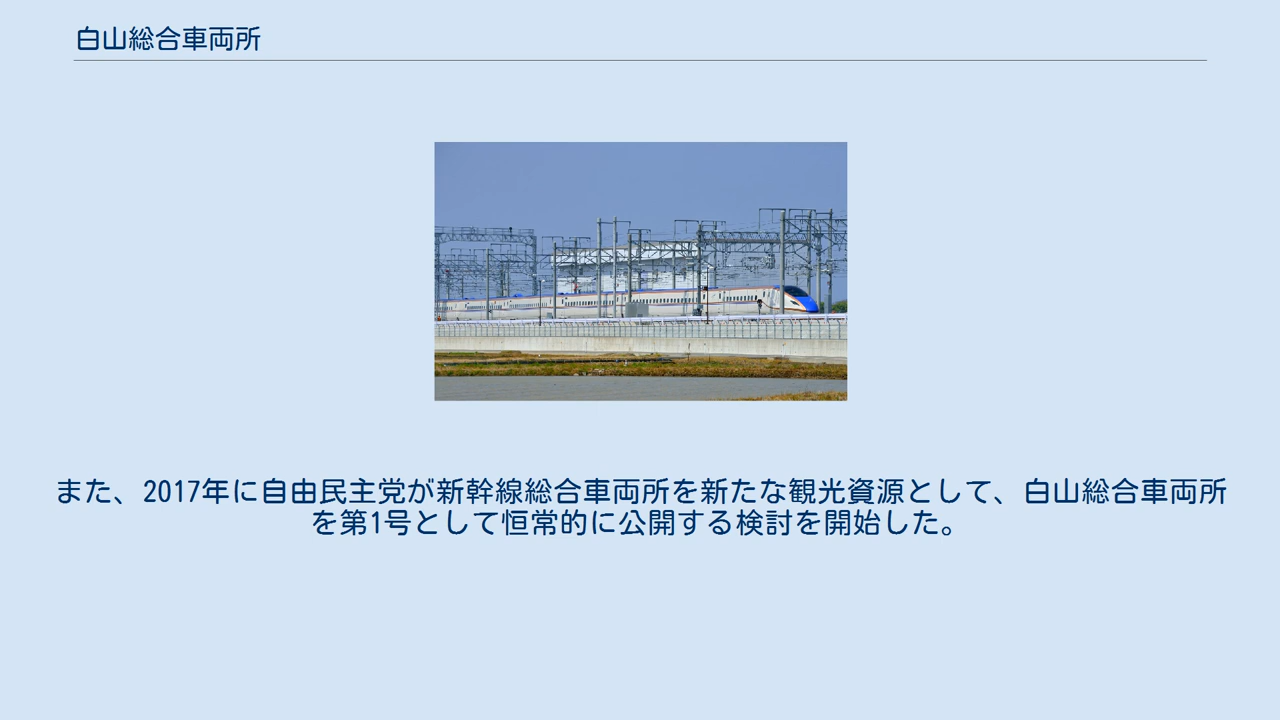 白山総合車両所
また、2017年に自由民主党が新幹線総合車両所を新たな観光資源として、白山総合車両所
を第1号として恒常的に公開する検討を開始した。